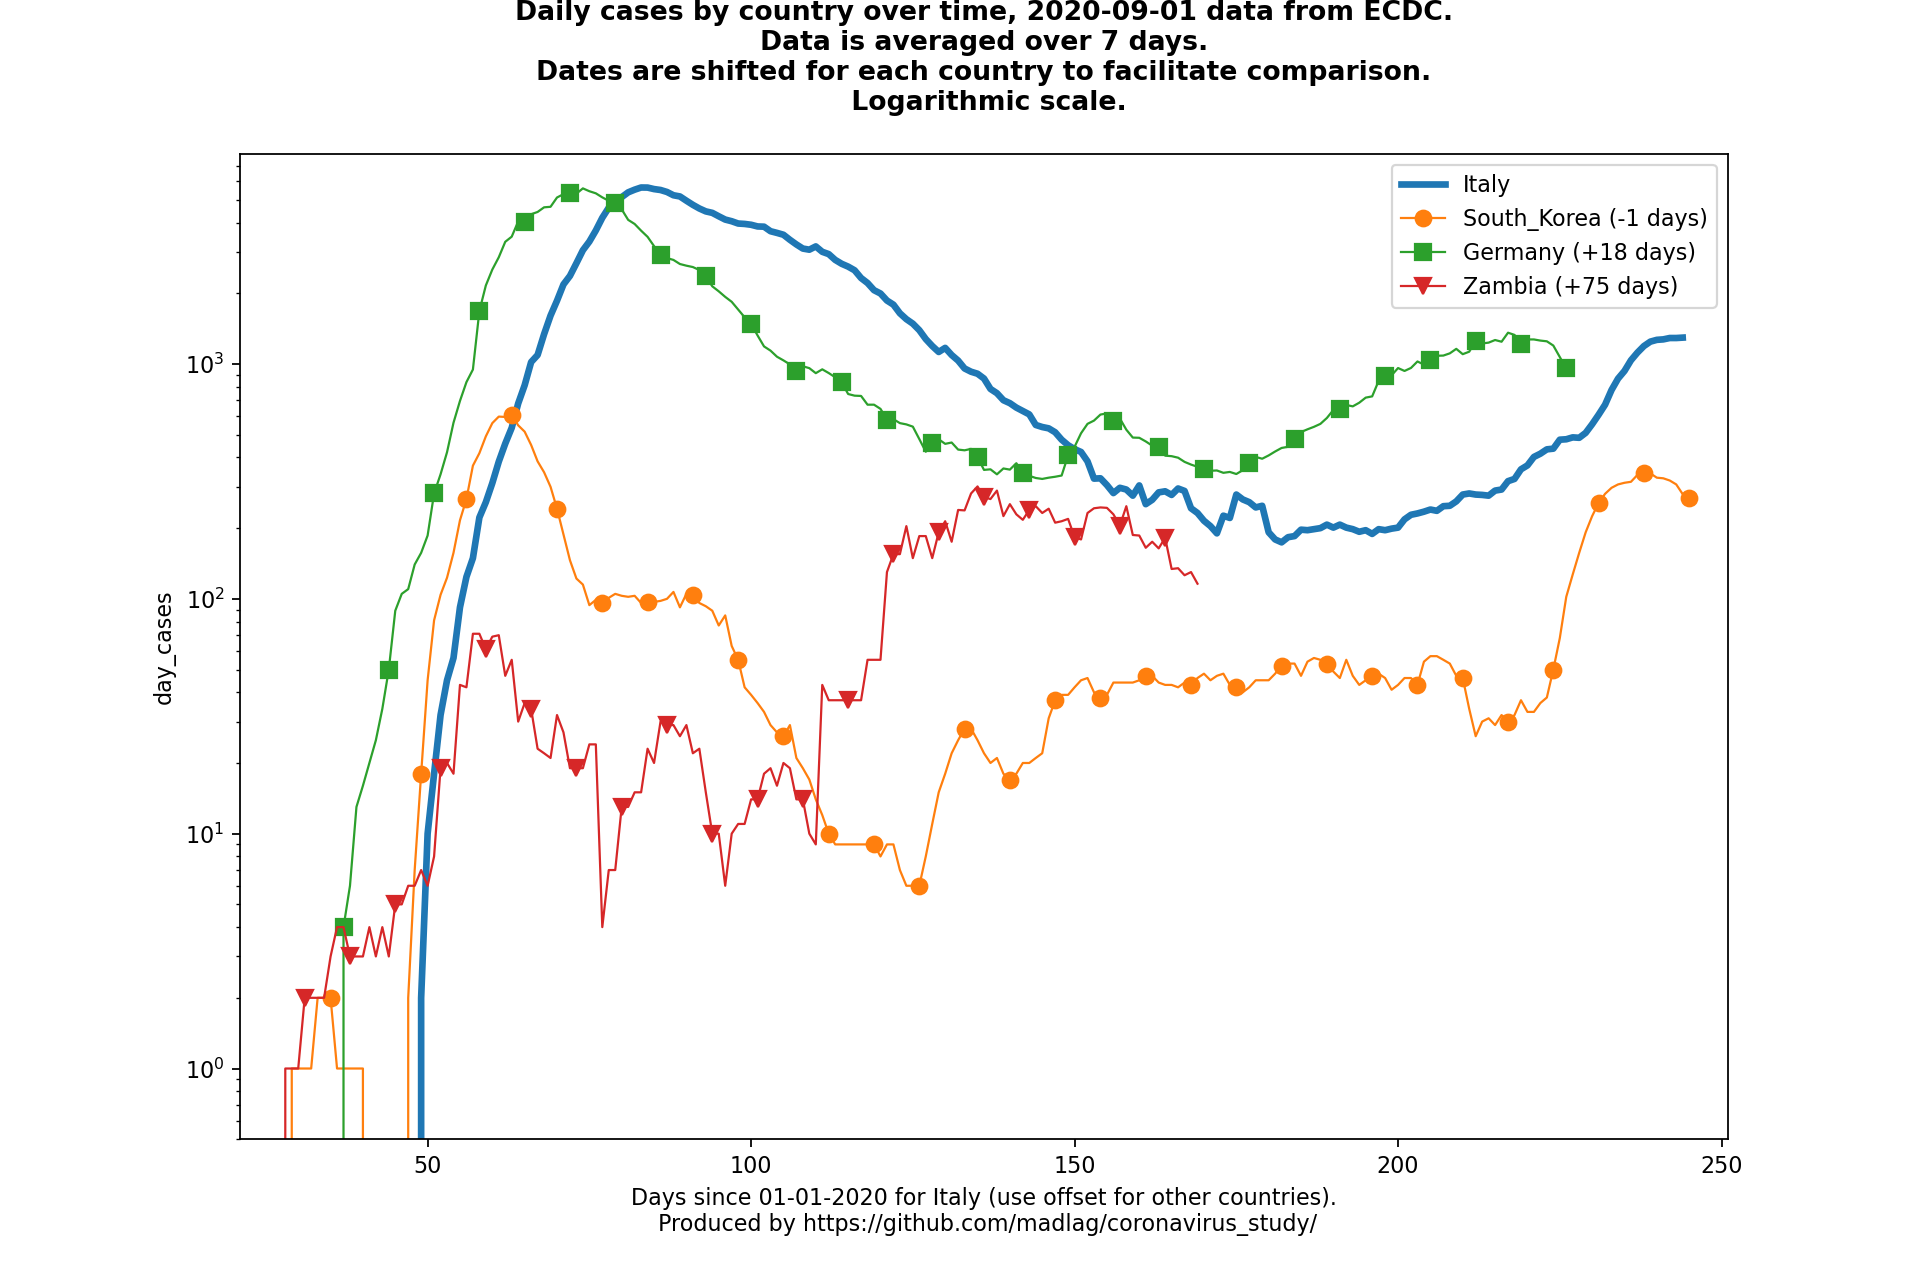 Daily cases by country over time, 2020-09-01 data from ECDC.
Data is averaged over 7 days.
Dates are shifted for each country to facilitate comparison.
Logarithmic scale.
Italy
South_Korea (-1 days)
Germany (+18 days)
Zambia (+75 days)
day_cases
10³
10²
10¹
10⁰
50
100
150
200
250
Days since 01-01-2020 for Italy (use offset for other countries).
Produced by https://github.com/madlag/coronavirus_study/